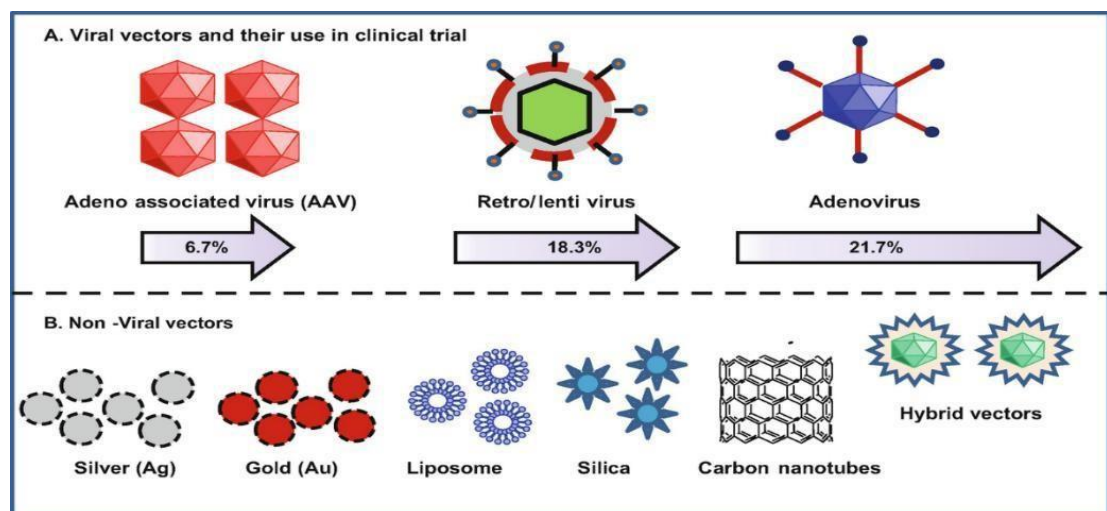 A. Viral vectors and their use in clinical trial
Adeno associated virus (AAV)
Retro/lenti virus
Adenovirus
6.7%
18.3%
21.7%
B. Non -Viral vectors
Hybrid vectors
Silver (Ag)
Gold (Au)
Liposome
Silica
Carbon nanotubes